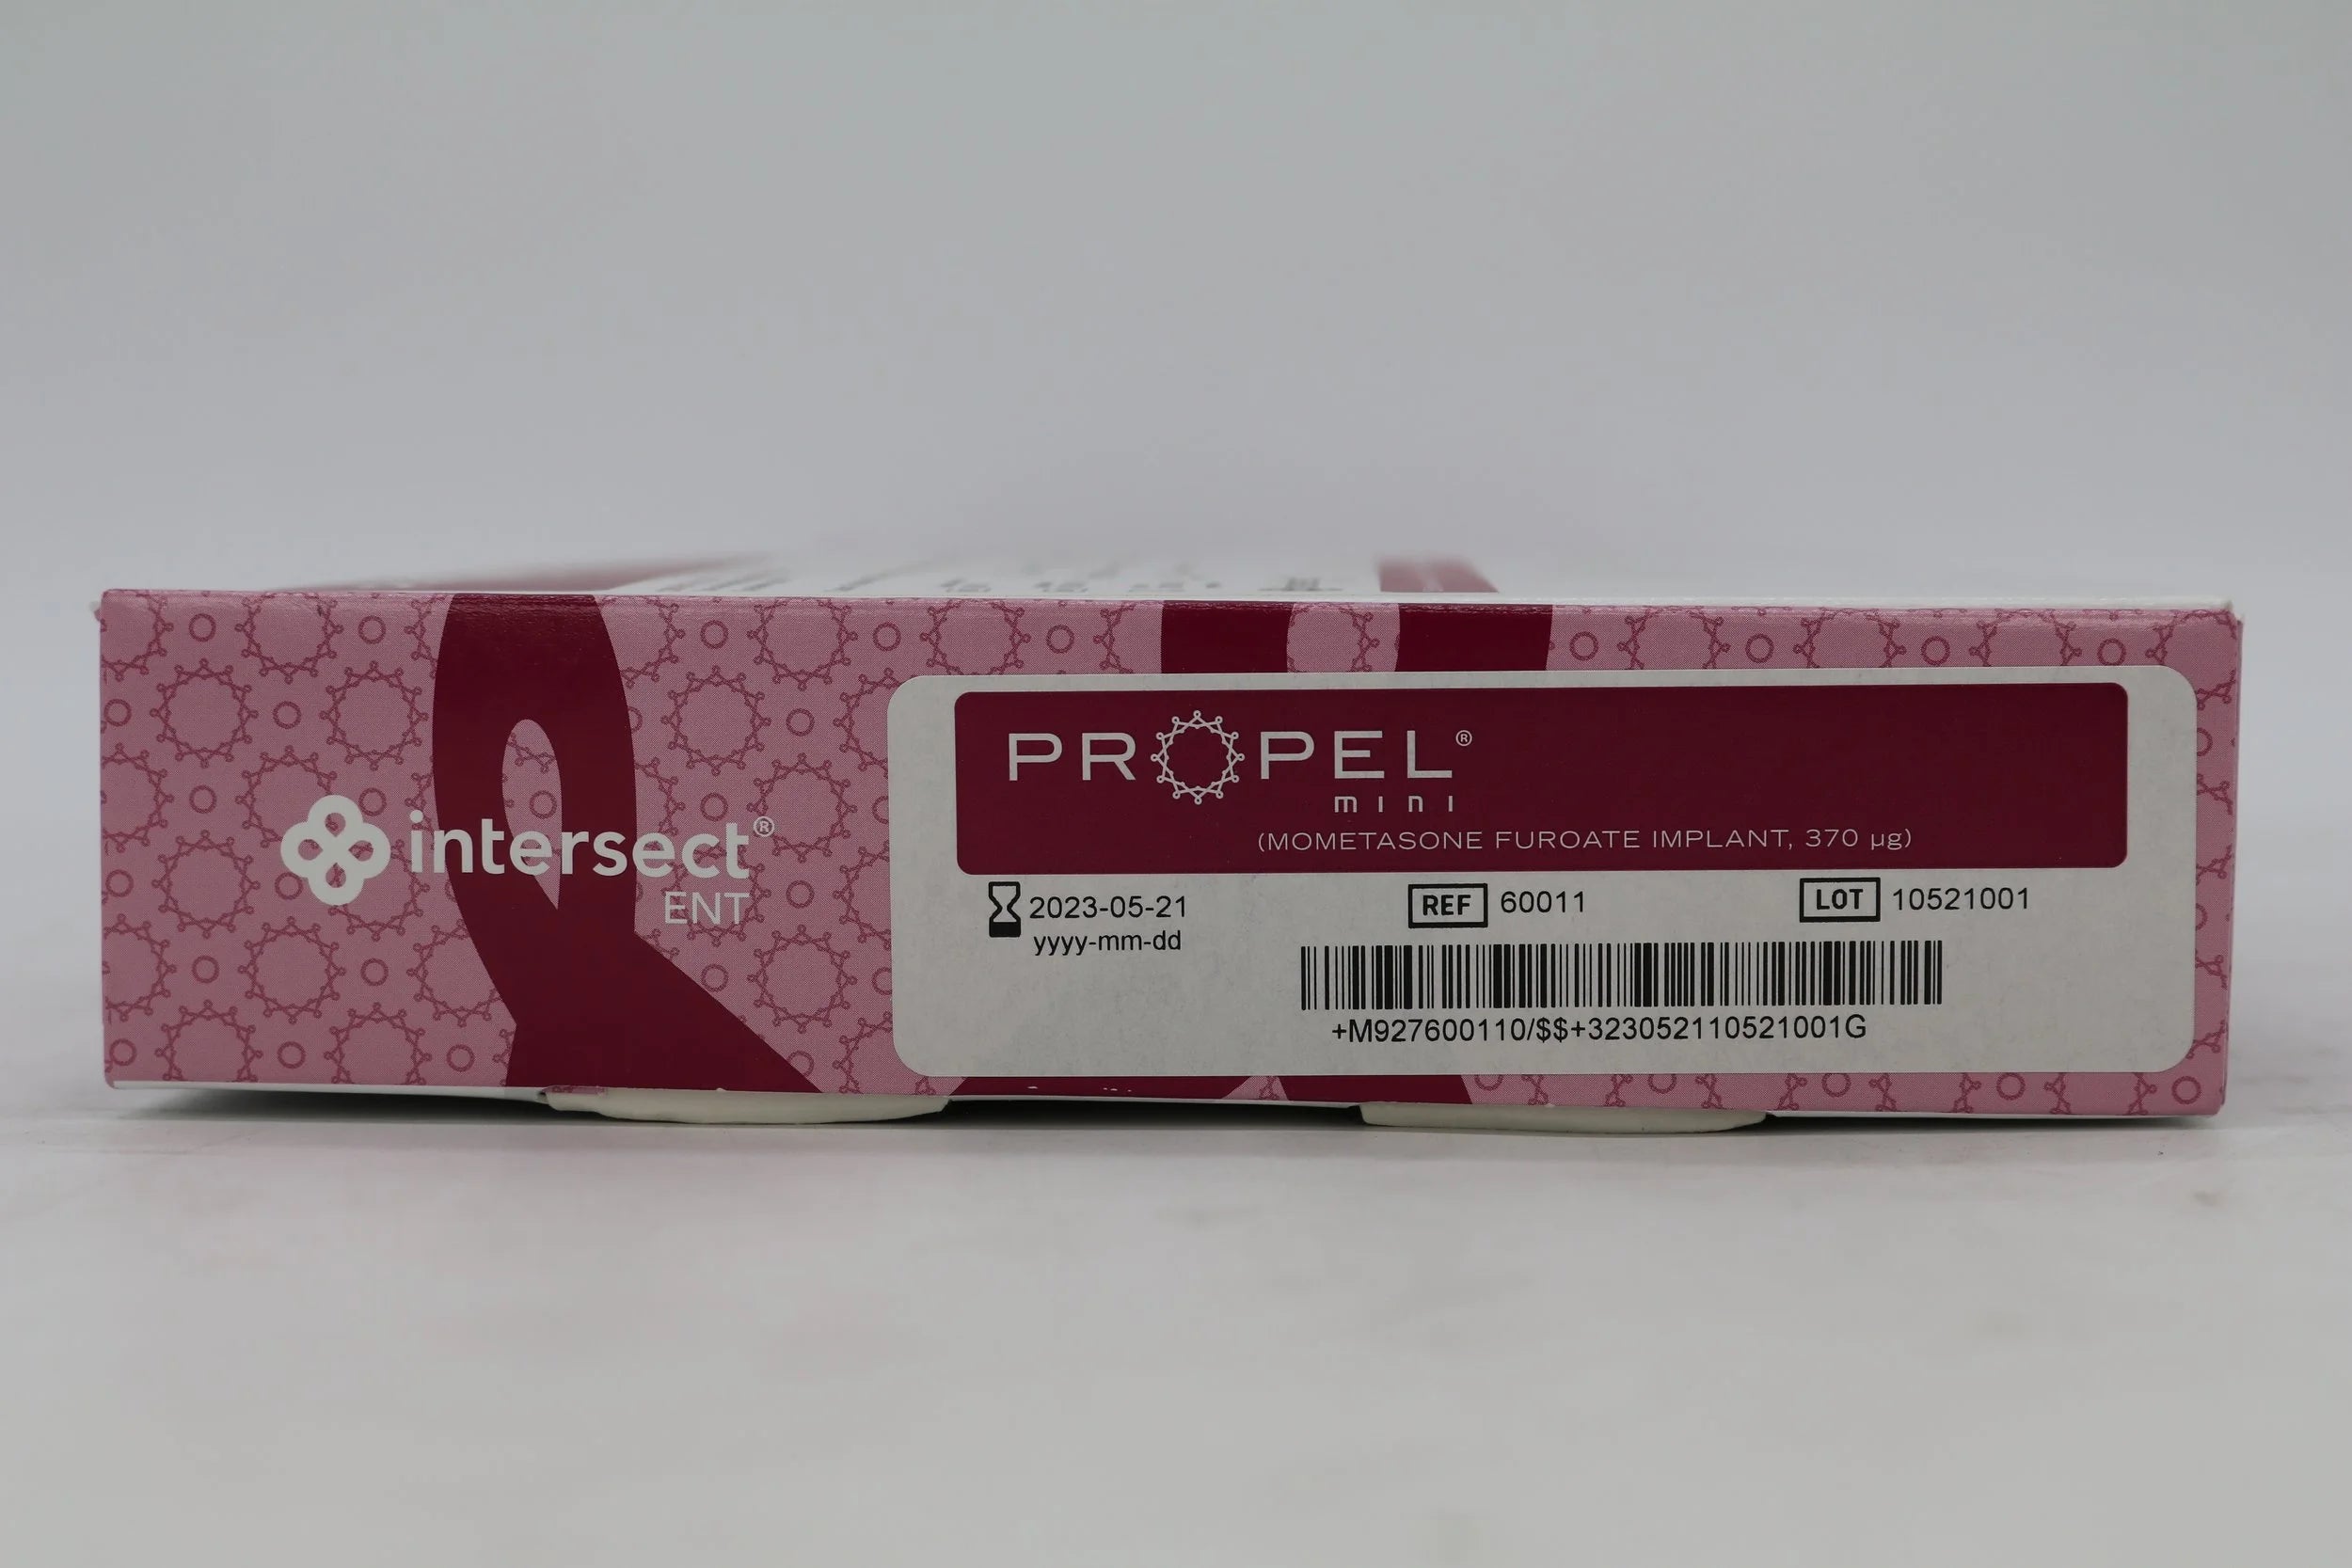 intersect®
ENT
PROPEL®
mini
(MOMETASONE FUROATE IMPLANT, 370 µg)
2023-05-21
yyyy-mm-dd
REF 60011
LOT 10521001
+M927600110/$$+323052110521001G